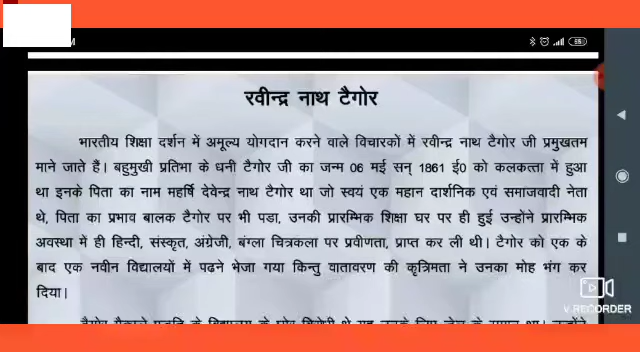 रवीन्द्र नाथ टैगोर
भारतीय शिक्षा दर्शन में अमूल्य योगदान करने वाले विचारकों में रवीन्द्र नाथ टैगोर जी प्रमुखतम
माने जाते हैं। बहुमुखी प्रतिभा के धनी टैगोर जी का जन्म 06 मई सन् 1861 ई0 को कलकत्ता में हुआ
था इनके पिता का नाम महर्षि देवेन्द्र नाथ टैगोर था जो स्वयं एक महान दार्शनिक एवं समाजवादी नेता
थे, पिता का प्रभाव बालक टैगोर पर भी पडा, उनकी प्रारम्भिक शिक्षा घर पर ही हुई उन्होंने प्रारम्भिक
अवस्था में ही हिन्दी, संस्कृत, अंग्रेजी, बंग्ला चित्रकला पर प्रवीणता, प्राप्त कर ली थी। टैगोर को एक के
बाद एक नवीन विद्यालयों में पढने भेजा गया किन्तु वातावरण की कृत्रिमता ने उनका मोह भंग कर
दिया।
V.RECORDER